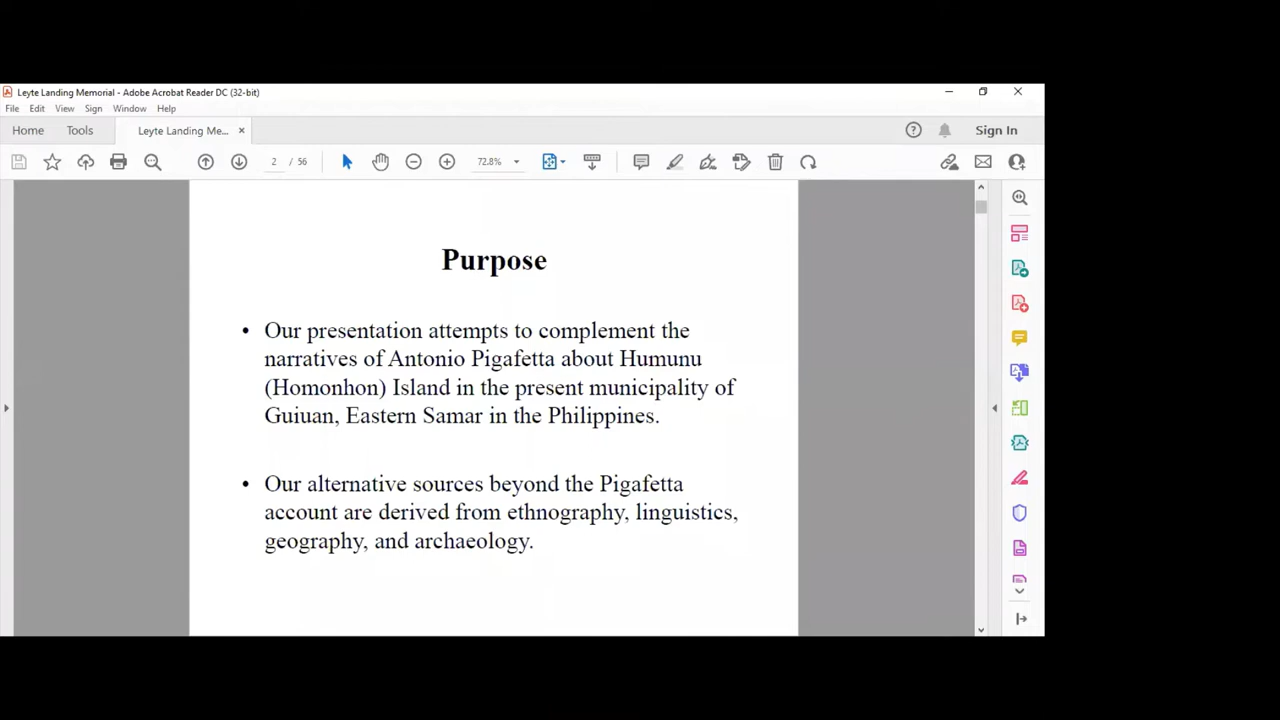 Leyte Landing Memorial - Adobe Acrobat Reader DC (32-bit)
File Edit View Sign Window Help
Home Tools Leyte Landing Me... Sign In
2 / 56 72.8%
Purpose
• Our presentation attempts to complement the
narratives of Antonio Pigafetta about Humunu
(Homonhon) Island in the present municipality of
Guiuan, Eastern Samar in the Philippines.
• Our alternative sources beyond the Pigafetta
account are derived from ethnography, linguistics,
geography, and archaeology.